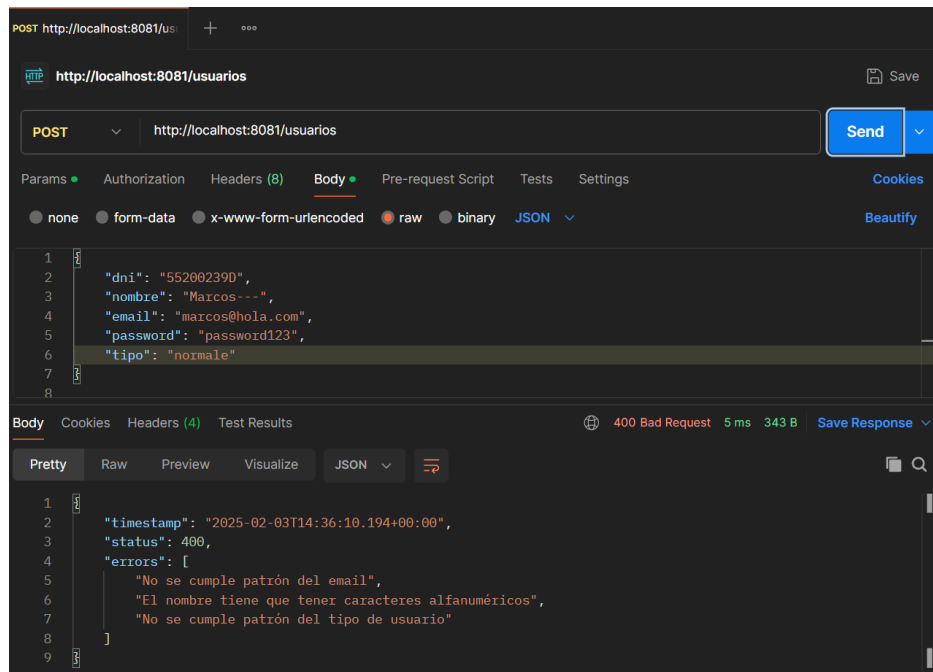 POST http://localhost:8081/us
HTTP http://localhost:8081/usuarios Save
POST http://localhost:8081/usuarios Send
Params Authorization Headers (8) Body Pre-request Script Tests Settings Cookies
none form-data x-www-form-urlencoded raw binary JSON Beautify
1 {
2 "dni": "55200239D",
3 "nombre": "Marcos---",
4 "email": "marcos@hola.com",
5 "password": "password123",
6 "tipo": "normale"
7 }
8
Body Cookies Headers (4) Test Results 400 Bad Request 5 ms 343 B Save Response
Pretty Raw Preview Visualize JSON
1 {
2 "timestamp": "2025-02-03T14:36:10.194+00:00",
3 "status": 400,
4 "errors": [
5 "No se cumple patrón del email",
6 "El nombre tiene que tener caracteres alfanuméricos",
7 "No se cumple patrón del tipo de usuario"
8 ]
9 }